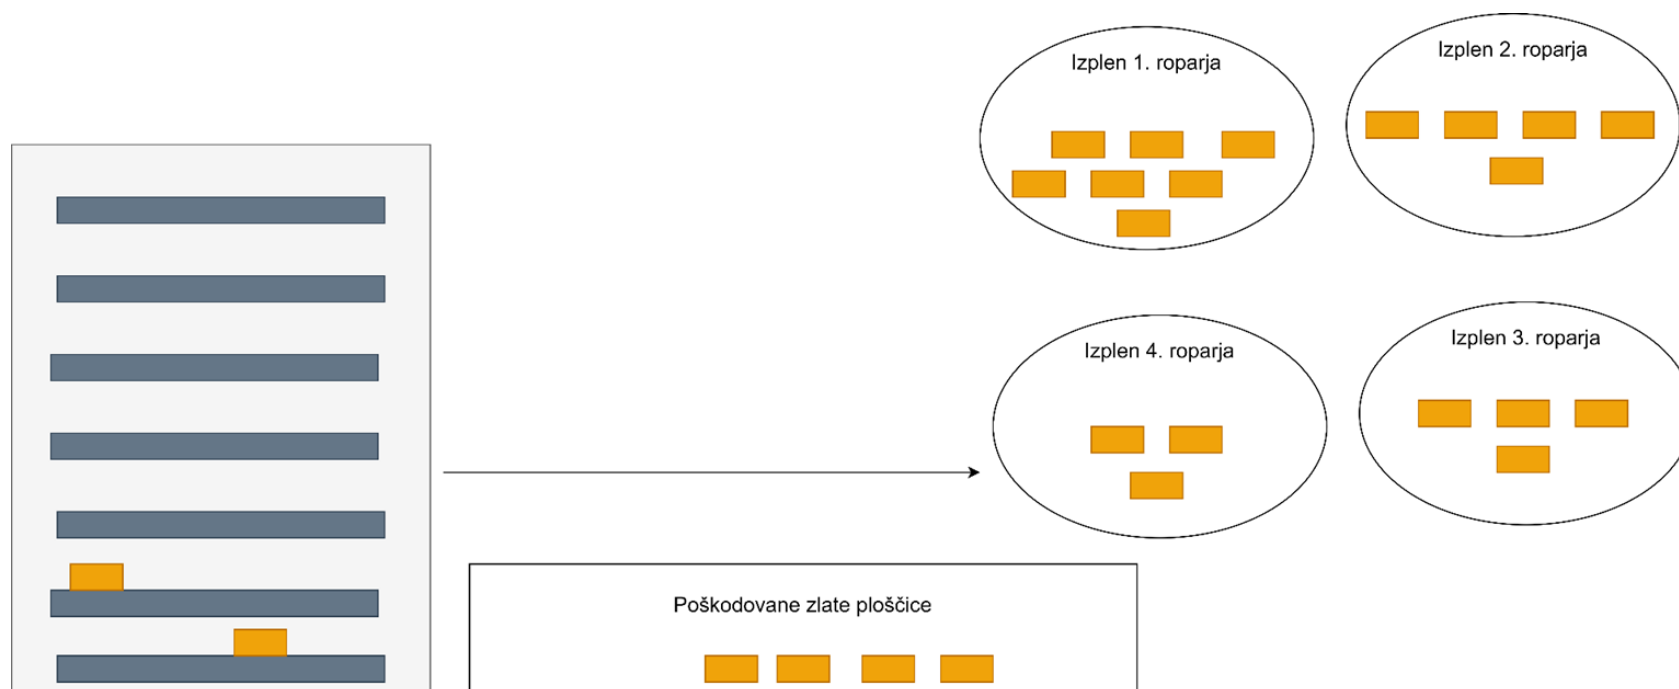 Izplen 1. roparja
Izplen 2. roparja
Izplen 4. roparja
Izplen 3. roparja
Poškodovane zlate ploščice